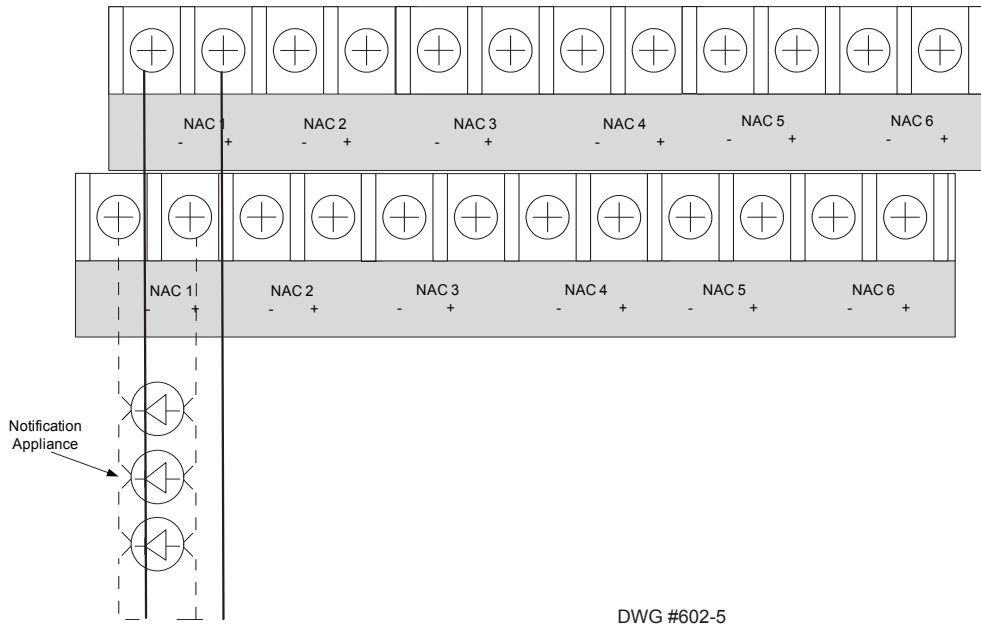 NAC 1 NAC 2 NAC 3 NAC 4 NAC 5 NAC 6
- + - + - + - + - + - +
NAC 1 NAC 2 NAC 3 NAC 4 NAC 5 NAC 6
- + - + - + - + - + - +
Notification
Appliance
DWG #602-5